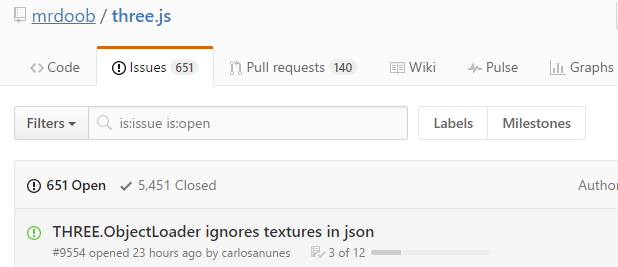 mrdoob / three.js
Code Issues 651 Pull requests 140 Wiki Pulse Graphs
Filters is:issue is:open Labels Milestones
651 Open 5,451 Closed Author
THREE.ObjectLoader ignores textures in json
#9554 opened 23 hours ago by carlosanunes 3 of 12